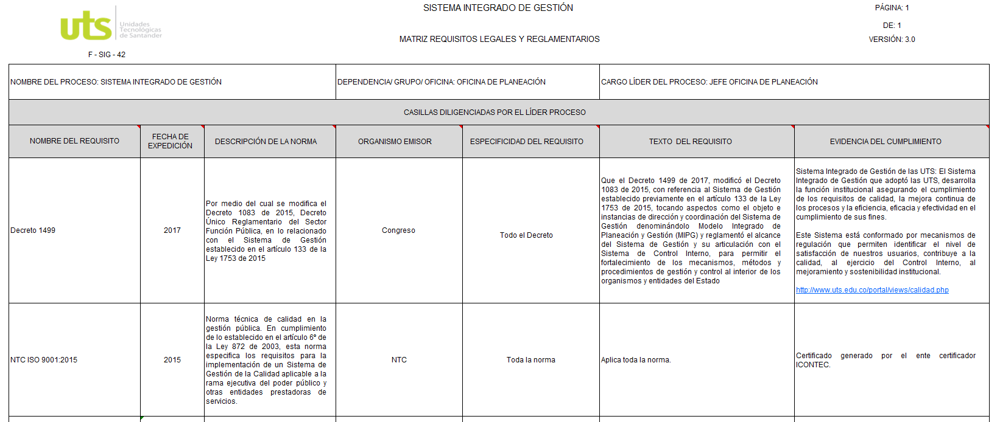 uts
Unidades
Tecnológicas
de Santander
F - SIG - 42
SISTEMA INTEGRADO DE GESTIÓN
MATRIZ REQUISITOS LEGALES Y REGLAMENTARIOS
PÁGINA: 1
DE: 1
VERSIÓN: 3.0
NOMBRE DEL PROCESO: SISTEMA INTEGRADO DE GESTIÓN
DEPENDENCIA/ GRUPO/ OFICINA: OFICINA DE PLANEACIÓN
CARGO LÍDER DEL PROCESO: JEFE OFICINA DE PLANEACIÓN
CASILLAS DILIGENCIADAS POR EL LÍDER PROCESO
NOMBRE DEL REQUISITO
FECHA DE
EXPEDICIÓN
DESCRIPCIÓN DE LA NORMA
ORGANISMO EMISOR
ESPECIFICIDAD DEL REQUISITO
TEXTO DEL REQUISITO
EVIDENCIA DEL CUMPLIMIENTO
Decreto 1499
2017
Por medio del cual se modifica el
Decreto 1083 de 2015, Decreto
Único Reglamentario del Sector
Función Pública, en lo relacionado
con el Sistema de Gestión
establecido en el artículo 133 de la
Ley 1753 de 2015
Congreso
Todo el Decreto
Que el Decreto 1499 de 2017, modificó el Decreto
1083 de 2015, con referencia al Sistema de Gestión
establecido previamente en el artículo 133 de la Ley
1753 de 2015, tocando aspectos como el objeto e
instancias de dirección y coordinación del Sistema de
Gestión denominándolo Modelo Integrado de
Planeación y Gestión (MIPG) y reglamentó el alcance
del Sistema de Gestión y su articulación con el
Sistema de Control Interno, para permitir el
fortalecimiento de los mecanismos, métodos y
procedimientos de gestión y control al interior de los
organismos y entidades del Estado
Sistema Integrado de Gestión de las UTS: El Sistema
Integrado de Gestión que adoptó las UTS, desarrolla
la función institucional asegurando el cumplimiento
de los requisitos de calidad, la mejora continua de
los procesos y la eficiencia, eficacia y efectividad en el
cumplimiento de sus fines.
Este Sistema está conformado por mecanismos de
regulación que permiten identificar el nivel de
satisfacción de nuestros usuarios, contribuye a la
calidad, al ejercicio del Control Interno, al
mejoramiento y sostenibilidad institucional.
http://www.uts.edu.co/portal/views/calidad.php
NTC ISO 9001:2015
2015
Norma técnica de calidad en la
gestión pública. En cumplimiento
de lo establecido en el artículo 6º de
la Ley 872 de 2003, esta norma
especifica los requisitos para la
implementación de un Sistema de
Gestión de la Calidad aplicable a la
rama ejecutiva del poder público y
otras entidades prestadoras de
servicios.
NTC
Toda la norma
Aplica toda la norma.
Certificado generado por el ente certificador
ICONTEC.